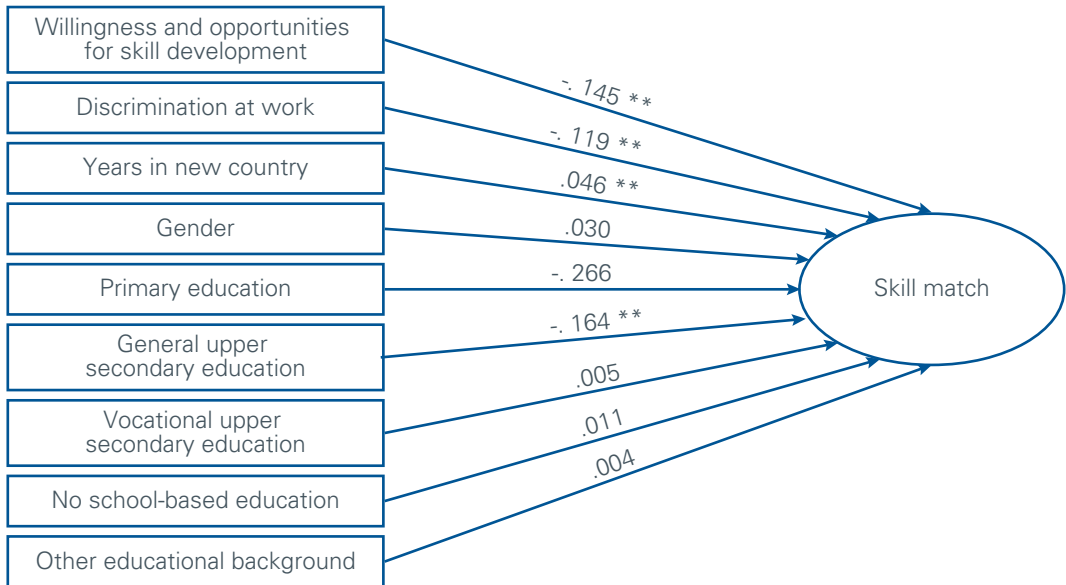 Willingness and opportunities
for skill development
-. 145 **
Discrimination at work
-. 119 **
Years in new country
.046 **
Gender
.030
Primary education
-. 266
Skill match
General upper
secondary education
-. 164 **
Vocational upper
secondary education
.005
No school-based education
.011
Other educational background
.004